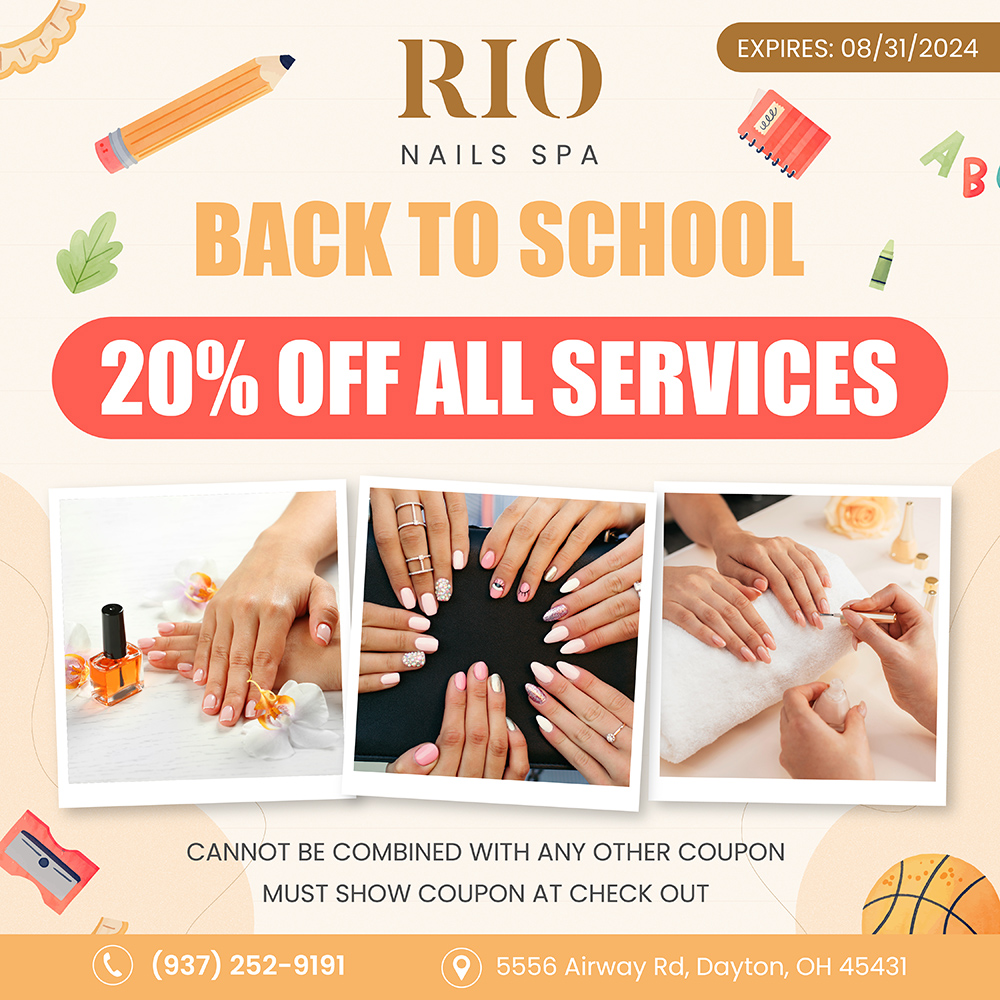 EXPIRES: 08/31/2024
RIO
NAILS SPA
A
B
BACK TO SCHOOL
20% OFF ALL SERVICES
CANNOT BE COMBINED WITH ANY OTHER COUPON
MUST SHOW COUPON AT CHECK OUT
(937) 252-9191
5556 Airway Rd, Dayton, OH 45431